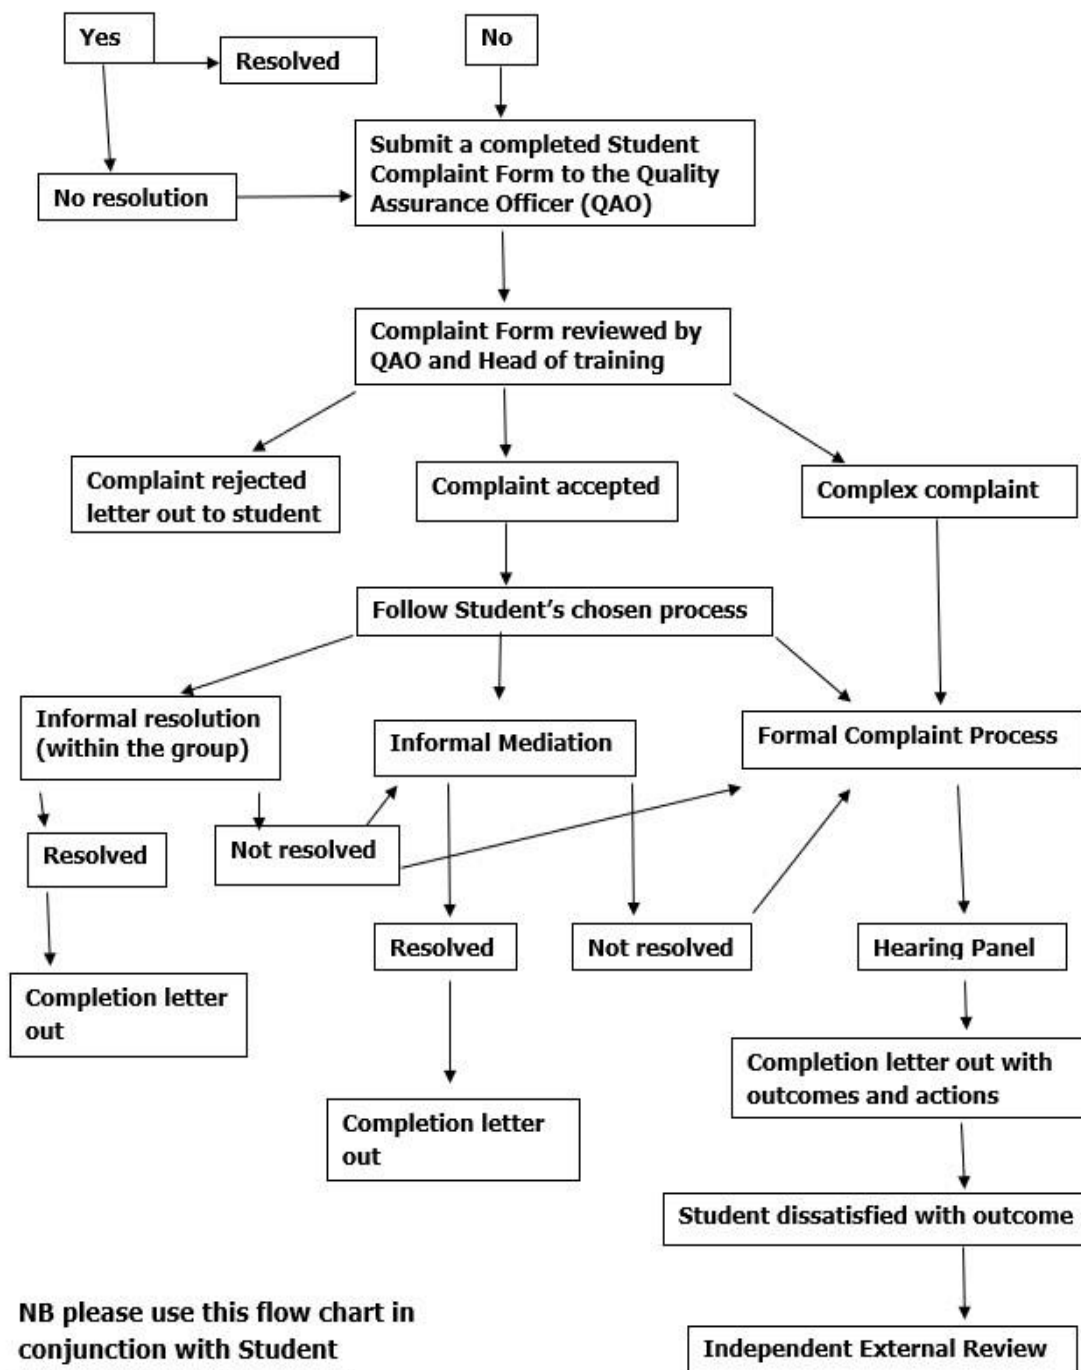 Yes
No
Resolved
Submit a completed Student
Complaint Form to the Quality
Assurance Officer (QAO)
No resolution
Complaint Form reviewed by
QAO and Head of training
Complaint rejected
letter out to student
Complaint accepted
Complex complaint
Follow Student’s chosen process
Informal resolution
(within the group)
Informal Mediation
Formal Complaint Process
Resolved
Not resolved
Resolved
Not resolved
Hearing Panel
Completion letter
out
Completion letter out with
outcomes and actions
Completion letter
out
Student dissatisfied with outcome
NB please use this flow chart in
conjunction with Student
Independent External Review